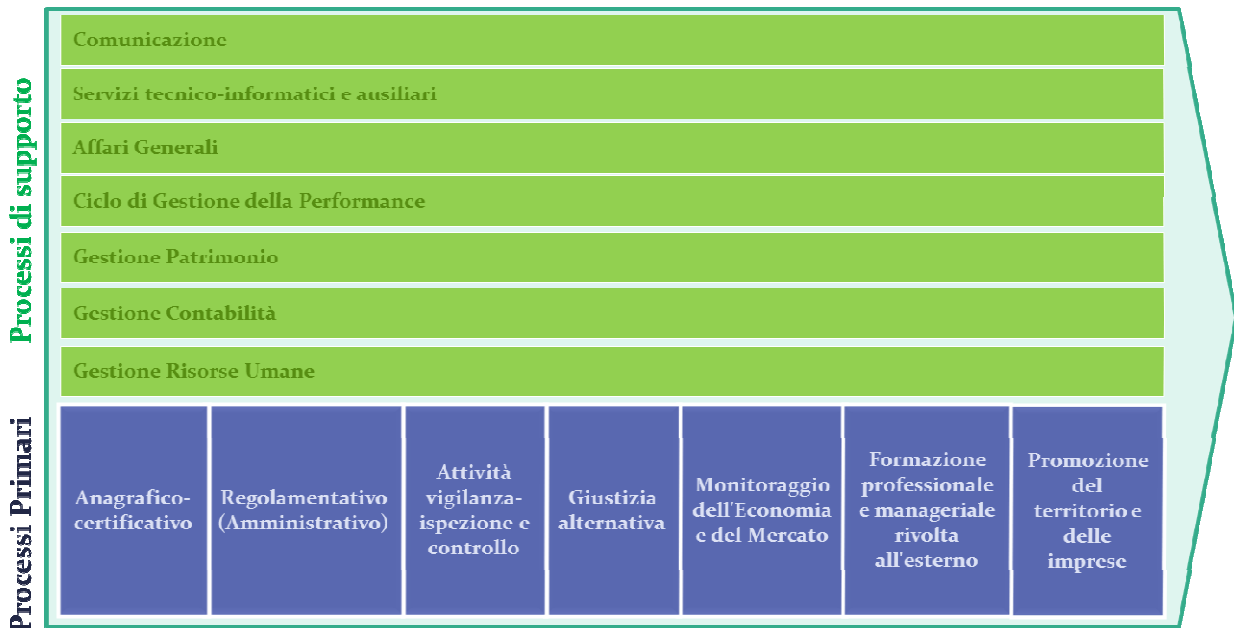 Processi di supporto
Comunicazione
Servizi tecnico-informatici e ausiliari
Affari Generali
Ciclo di Gestione della Performance
Gestione Patrimonio
Gestione Contabilità
Gestione Risorse Umane
Processi Primari
Anagrafico-
certificativo
Regolamentativo
(Amministrativo)
Attività
vigilanza-
ispezione e
controllo
Giustizia
alternativa
Monitoraggio
dell'Economia
e del Mercato
Formazione
professionale
e manageriale
rivolta
all'esterno
Promozione
del
territorio e
delle
imprese